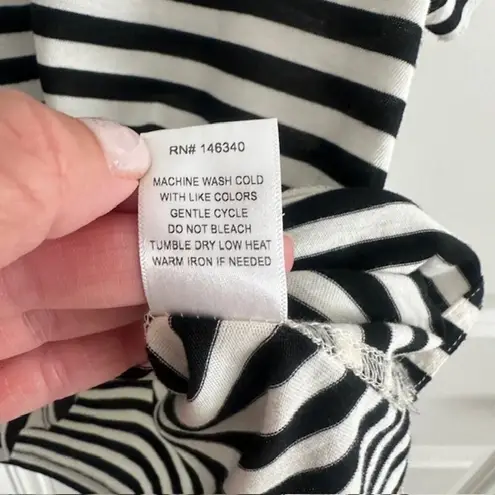 RN# 146340
MACHINE WASH COLD
WITH LIKE COLORS
GENTLE CYCLE
DO NOT BLEACH
TUMBLE DRY LOW HEAT
WARM IRON IF NEEDED